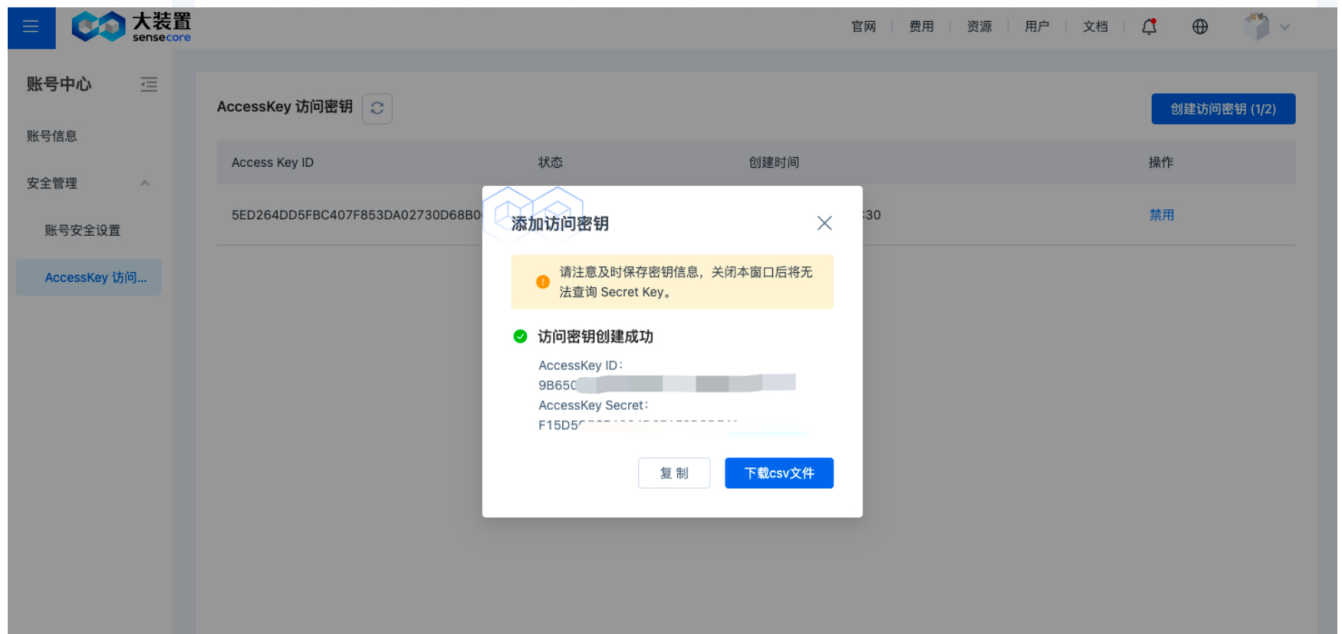 大装置
sensecore
官网
费用
资源
用户
文档
账号中心
账号信息
安全管理
账号安全设置
AccessKey 访问...
AccessKey 访问密钥
创建访问密钥 (1/2)
Access Key ID
状态
创建时间
操作
5ED264DD5FBC407F853DA02730D68B0
:30
禁用
添加访问密钥
请注意及时保存密钥信息，关闭本窗口后将无
法查询 Secret Key。
访问密钥创建成功
AccessKey ID：
9B650
AccessKey Secret：
F15D5
复 制
下载csv文件